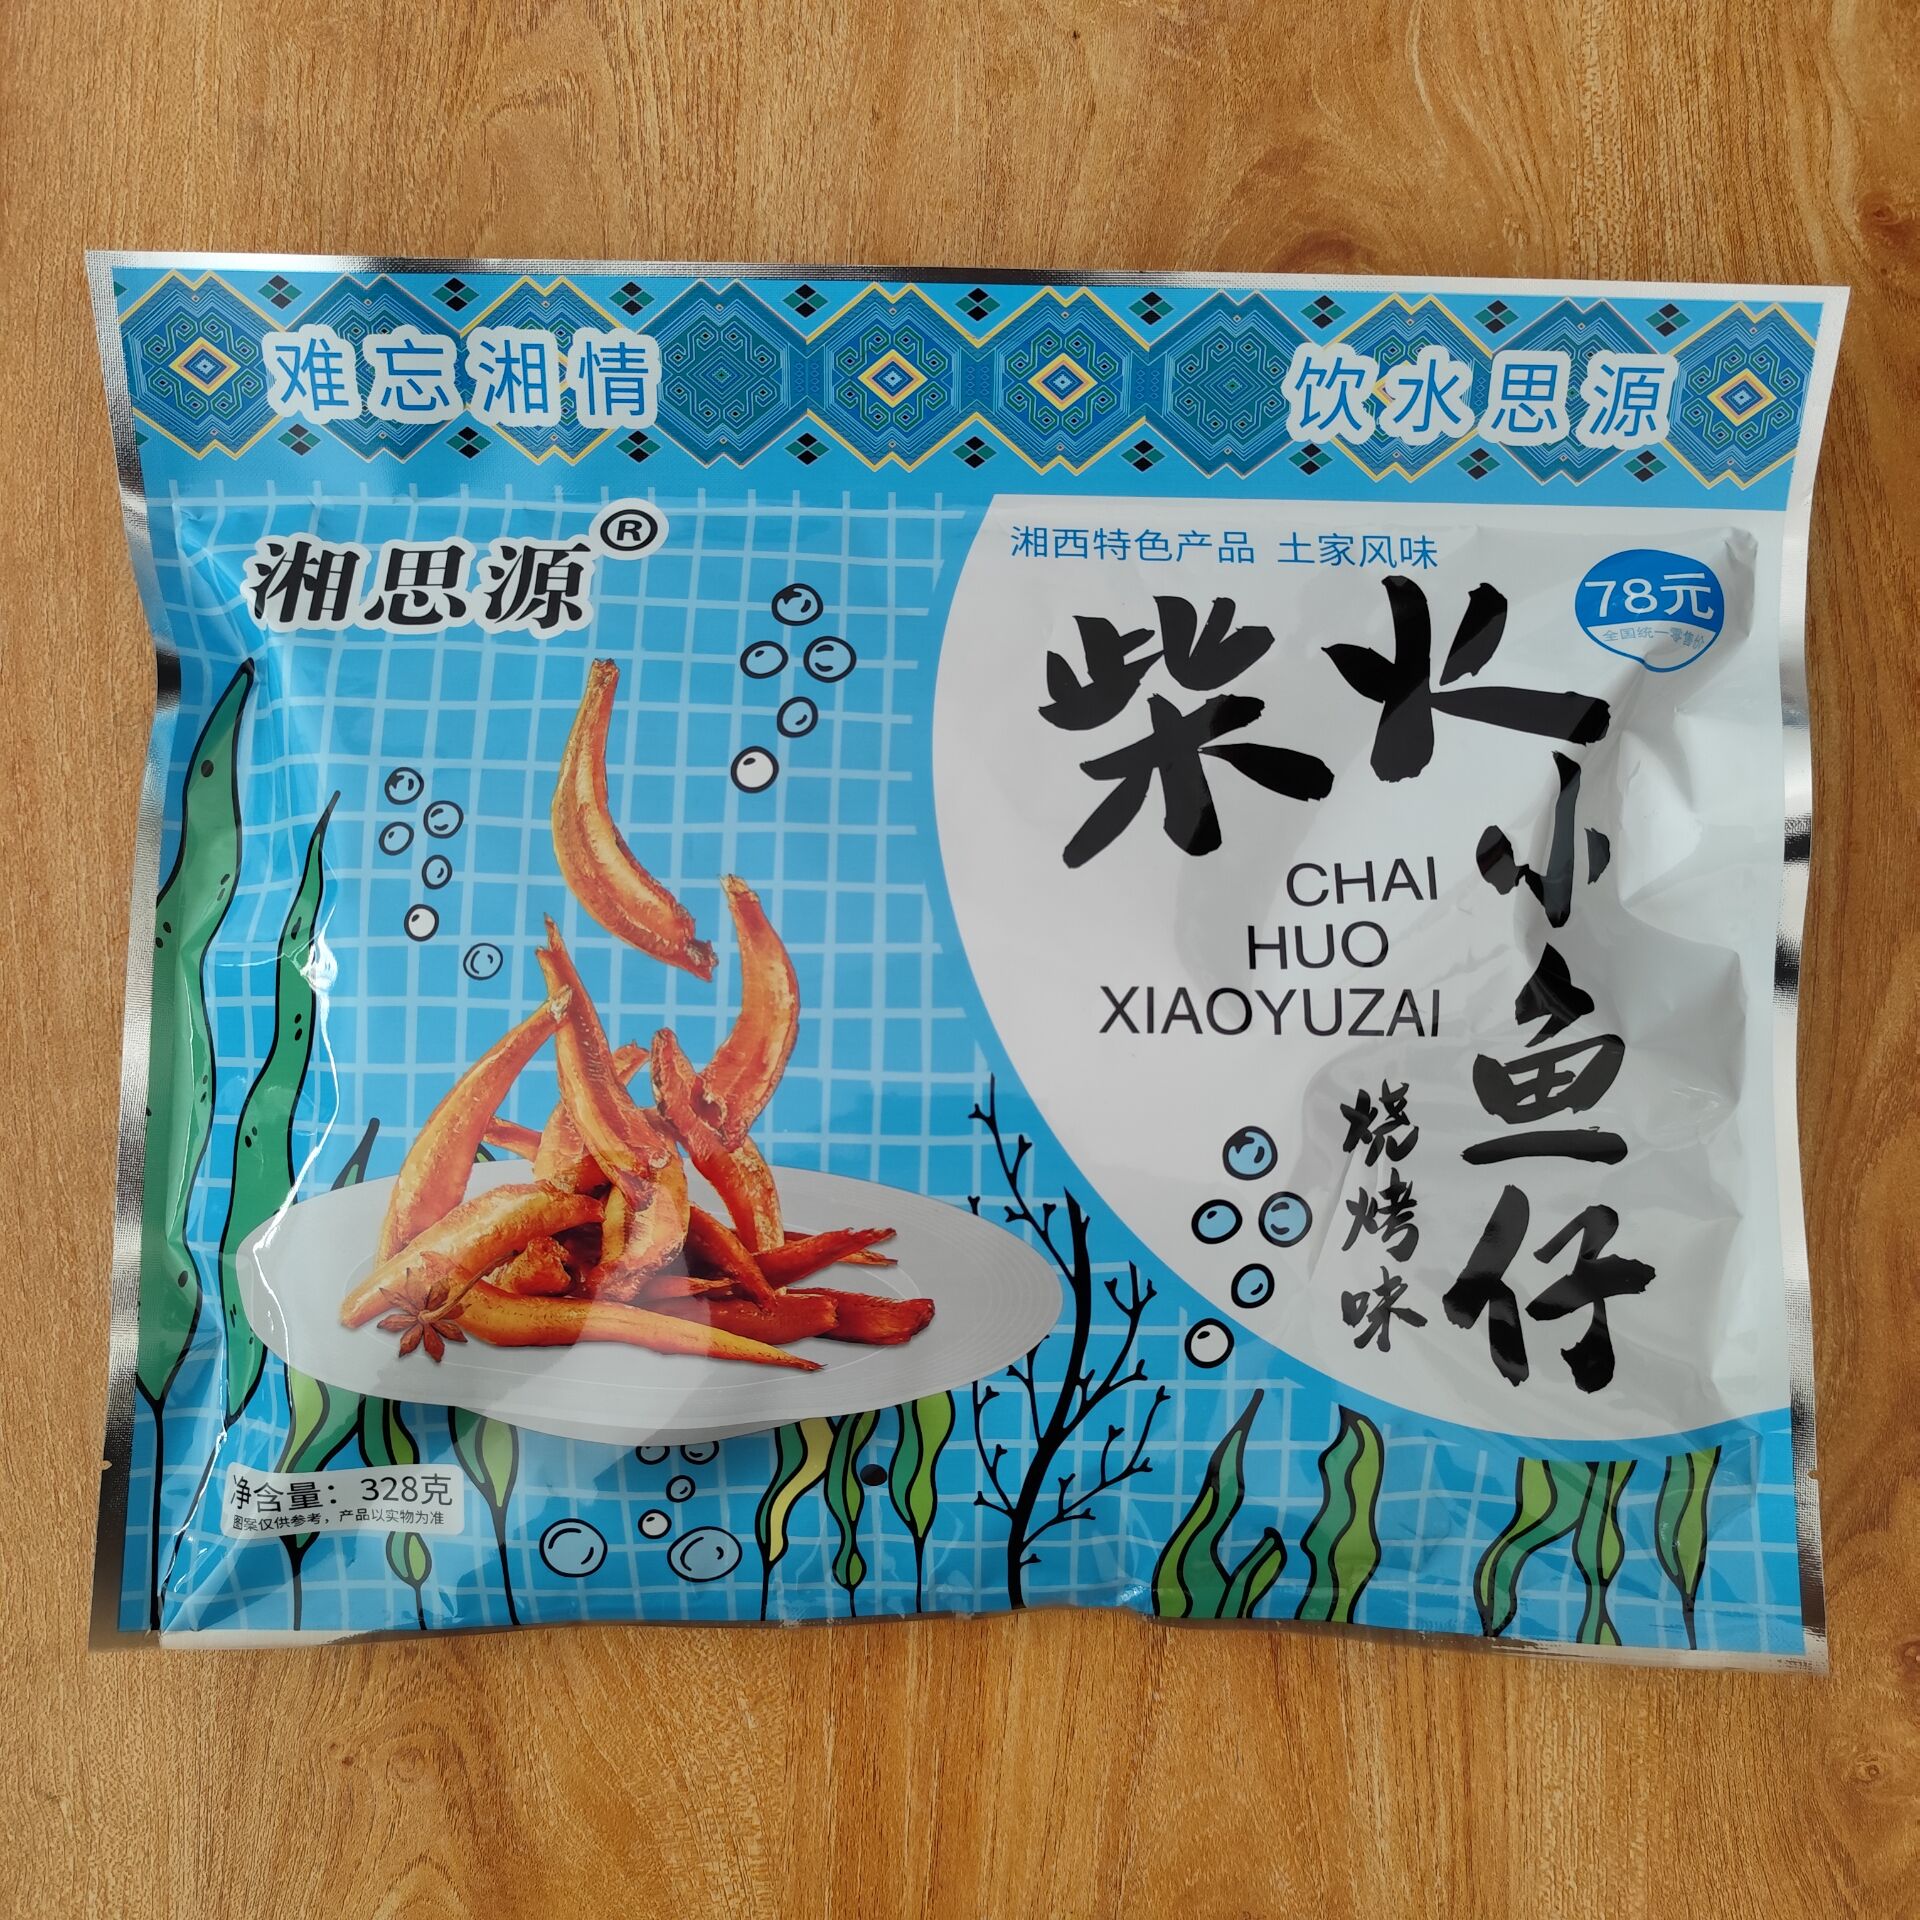 难忘湘情
饮水思源
湘思源®
湘西特色产品 土家风味
78元
全国统一零售价
柴火
小鱼仔
CHAI
HUO
XIAOYUZAI
烧烤味
净含量：328克
图案仅供参考，产品以实物为准